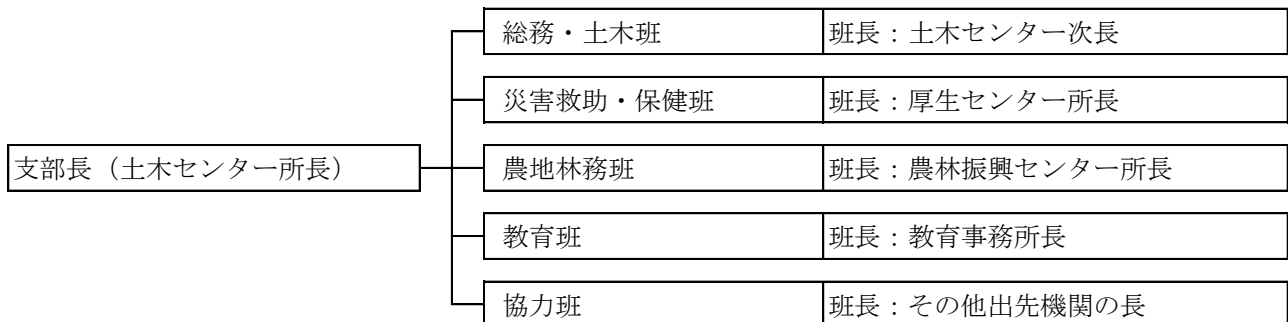 総務・土木班 班長：土木センター次長
災害救助・保健班 班長：厚生センター所長
支部長（土木センター所長） 農地林務班 班長：農林振興センター所長
教育班 班長：教育事務所長
協力班 班長：その他出先機関の長